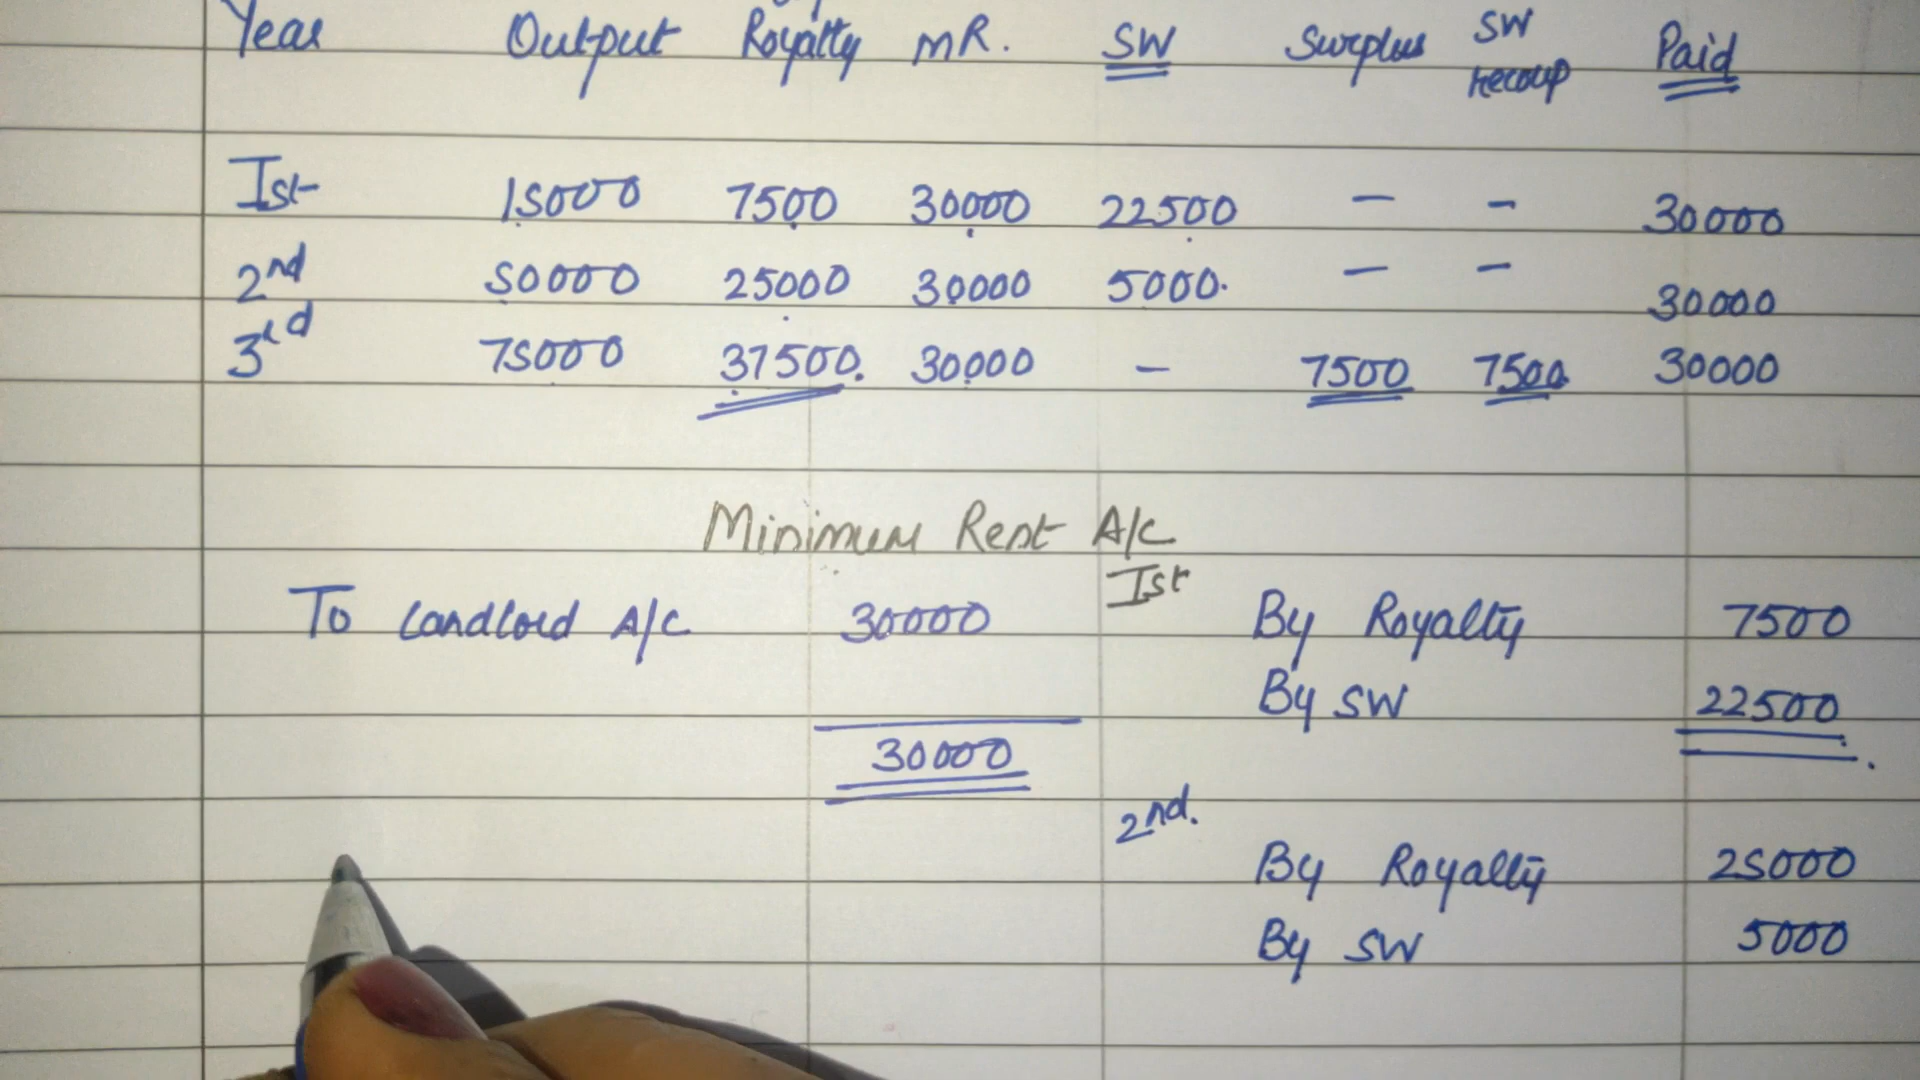 Year Output Royalty MR. SW Surplus SW recoup Paid
Ist 15000 7500 30000 22500 - - 30000
2nd 50000 25000 30000 5000. - - 30000
3rd 75000 37500. 30000 - 7500 7500 30000
Minimum Rent A/C
Ist
To Landlord A/C 30000 By Royalty 7500
By SW 22500
30000
2nd.
By Royalty 25000
By SW 5000